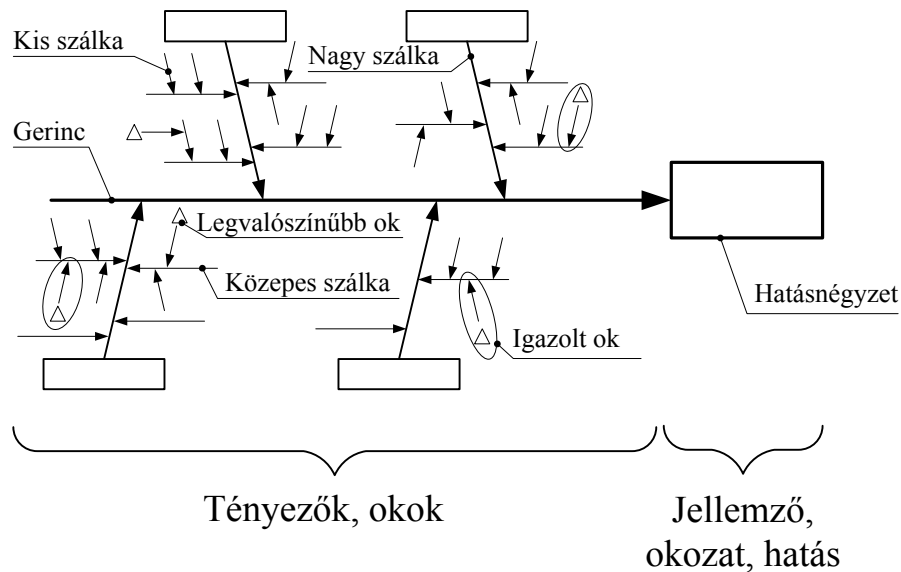 Kis szálka
Nagy szálka
Gerinc
Legvalószínűbb ok
Közepes szálka
Hatásnégyzet
Igazolt ok
Tényezők, okok
Jellemző,
okozat, hatás